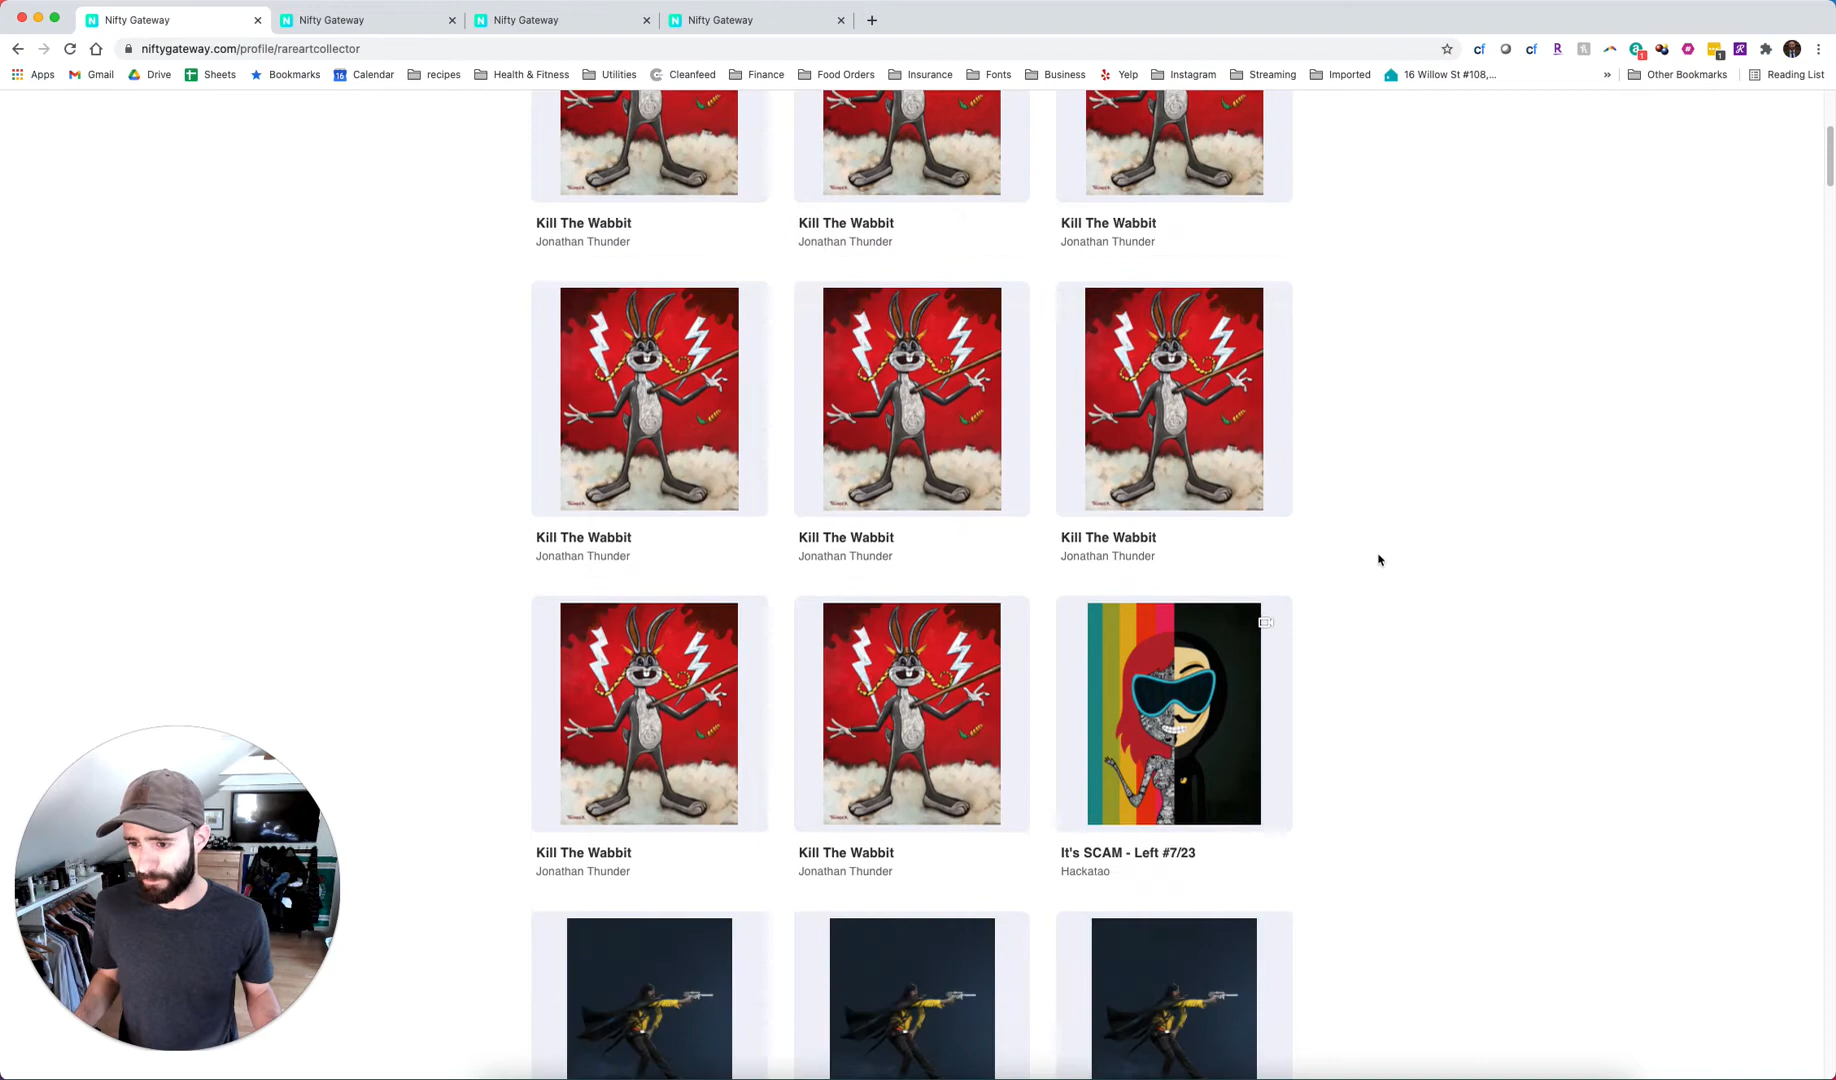 Nifty Gateway
Nifty Gateway
Nifty Gateway
Nifty Gateway
niftygateway.com/profile/rareartcollector
Apps
Gmail
Drive
Sheets
Bookmarks
16
Calendar
recipes
Health & Fitness
Utilities
Cleanfeed
Finance
Food Orders
Insurance
Fonts
Business
Yelp
Instagram
Streaming
Imported
16 Willow St #108,...
Other Bookmarks
Reading List
Kill The Wabbit
Jonathan Thunder
Kill The Wabbit
Jonathan Thunder
Kill The Wabbit
Jonathan Thunder
Kill The Wabbit
Jonathan Thunder
Kill The Wabbit
Jonathan Thunder
Kill The Wabbit
Jonathan Thunder
Kill The Wabbit
Jonathan Thunder
Kill The Wabbit
Jonathan Thunder
It's SCAM - Left #7/23
Hackatao